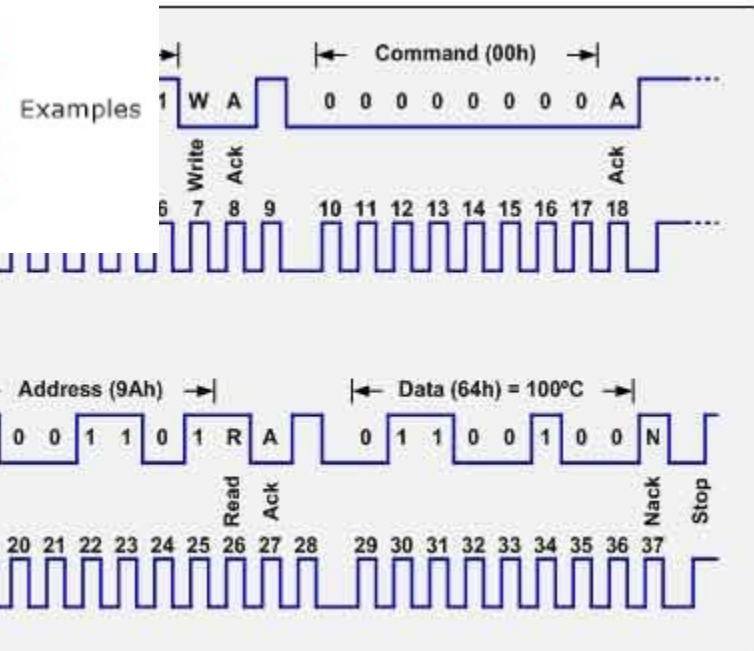 Command (00h)
Examples
1 W A 0 0 0 0 0 0 0 0 A
Write Ack Ack
6 7 8 9 10 11 12 13 14 15 16 17 18
Address (9Ah) Data (64h) = 100ºC
0 0 1 1 0 1 R A 0 1 1 0 0 1 0 0 N
Read Ack Nack Stop
20 21 22 23 24 25 26 27 28 29 30 31 32 33 34 35 36 37